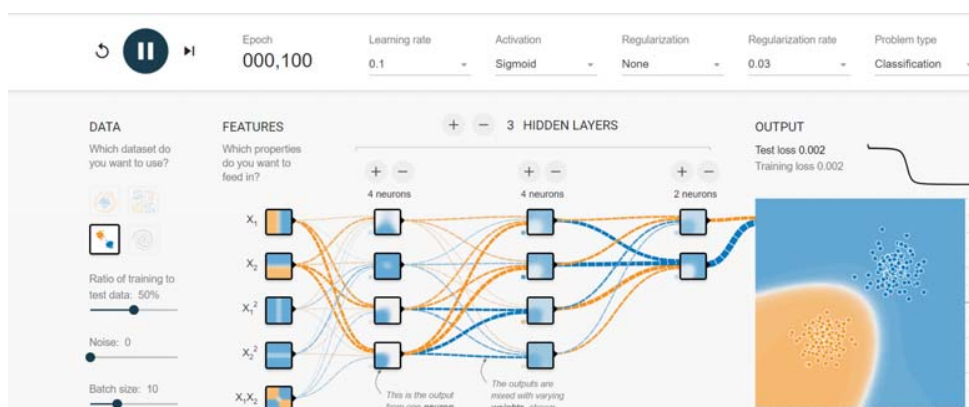 Epoch
000,100
Learning rate
0.1
Activation
Sigmoid
Regularization
None
Regularization rate
0.03
Problem type
Classification
DATA
Which dataset do
you want to use?
Ratio of training to
test data: 50%
Noise: 0
Batch size: 10
FEATURES
Which properties
do you want to
feed in?
X₁
X₂
X₁²
X₂²
X₁X₂
+ − 3 HIDDEN LAYERS
+ −
4 neurons
+ −
4 neurons
+ −
2 neurons
This is the output
from one neuron.
The outputs are
mixed with varying
weights, shown
OUTPUT
Test loss 0.002
Training loss 0.002